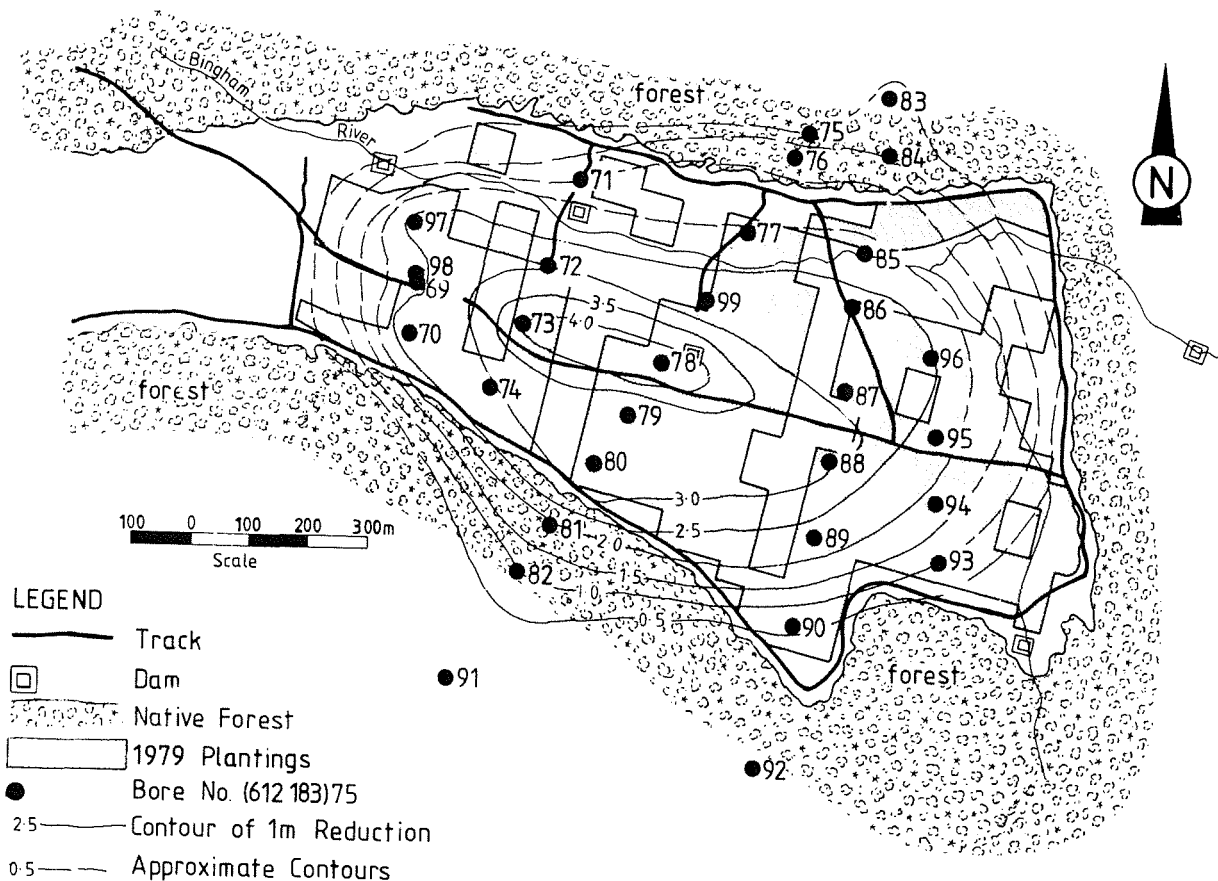 Bingham
River
forest
83
75
76
84
N
71
97
77
85
98
69
72
99
86
3·5
4·0
73
70
78
96
forest
74
87
79
95
80
88
3·0
94
2·5
81
2·0
89
100 0 100 200 300m
Scale
82
1·5
93
1·0
0·5
90
forest
91
92
LEGEND
Track
Dam
Native Forest
1979 Plantings
Bore No. (612 183)75
2·5 Contour of 1m Reduction
0·5 Approximate Contours